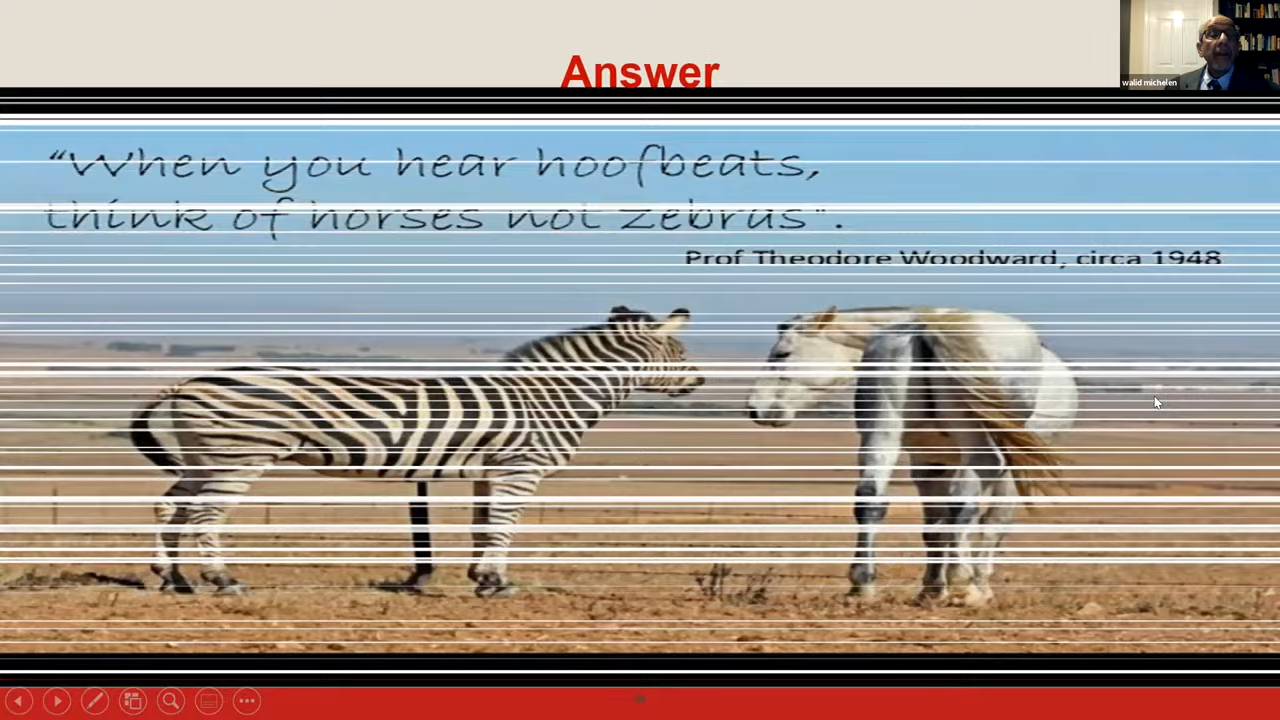 Answer
walid michelen
“When you hear hoofbeats,
think of horses not zebras".
Prof Theodore Woodward, circa 1948